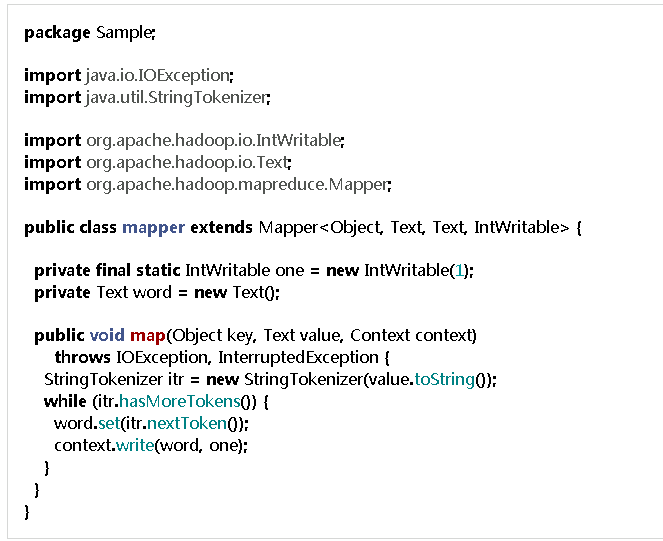 package Sample;

import java.io.IOException;
import java.util.StringTokenizer;

import org.apache.hadoop.io.IntWritable;
import org.apache.hadoop.io.Text;
import org.apache.hadoop.mapreduce.Mapper;

public class mapper extends Mapper<Object, Text, Text, IntWritable> {

  private final static IntWritable one = new IntWritable(1);
  private Text word = new Text();

  public void map(Object key, Text value, Context context)
      throws IOException, InterruptedException {
    StringTokenizer itr = new StringTokenizer(value.toString());
    while (itr.hasMoreTokens()) {
      word.set(itr.nextToken());
      context.write(word, one);
    }
  }
}